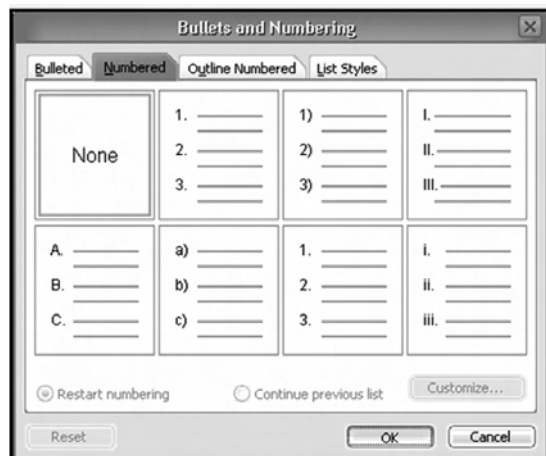 Bullets and Numbering
Bulleted Numbered Outline Numbered List Styles
None
1.
2.
3.
1)
2)
3)
I.
II.
III.
A.
B.
C.
a)
b)
c)
1.
2.
3.
i.
ii.
iii.
Restart numbering Continue previous list Customize...
Reset OK Cancel